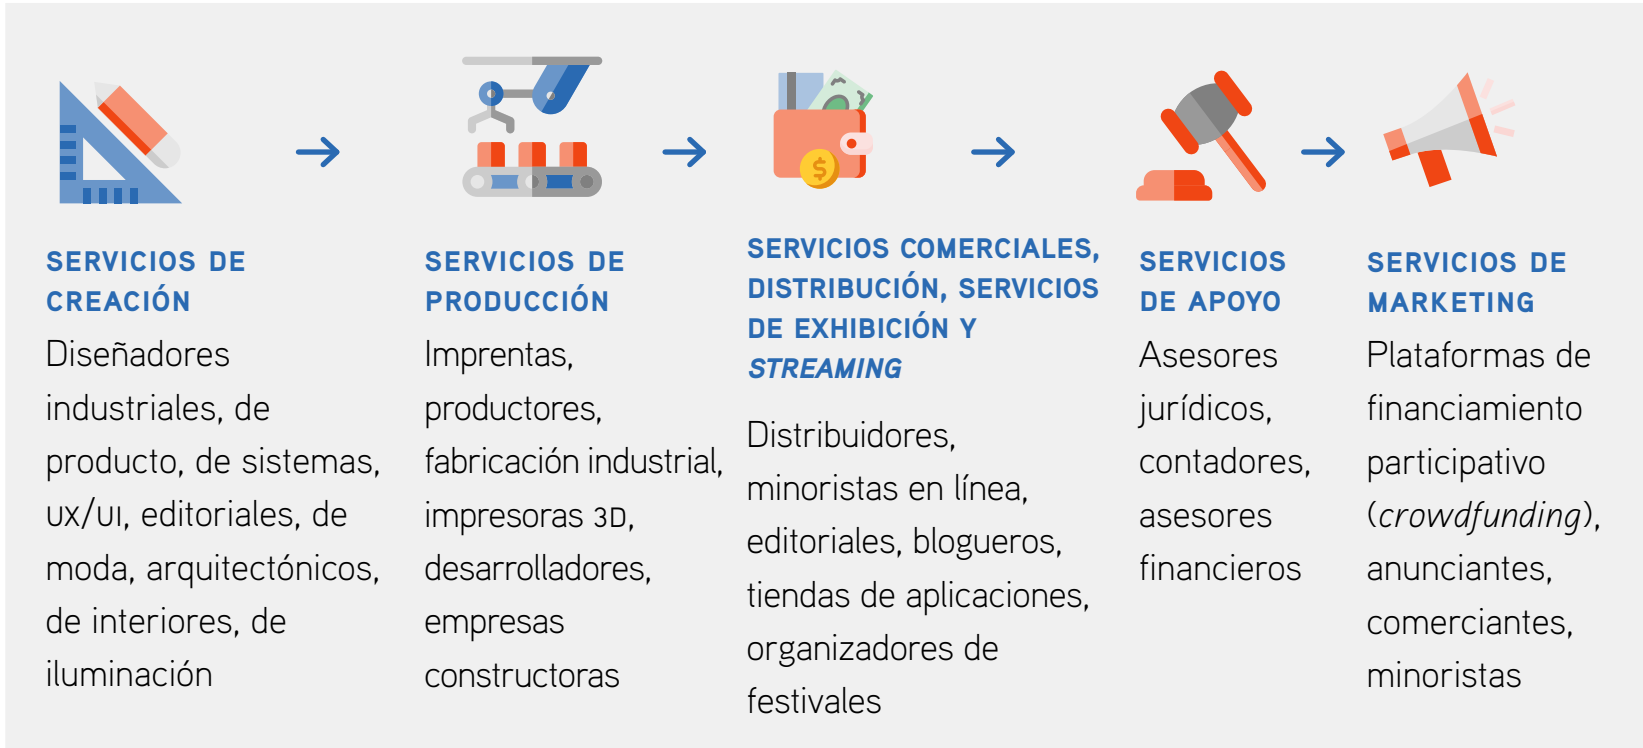 SERVICIOS DE
CREACIÓN
Diseñadores
industriales, de
producto, de sistemas,
UX/UI, editoriales, de
moda, arquitectónicos,
de interiores, de
iluminación
SERVICIOS DE
PRODUCCIÓN
Imprentas,
productores,
fabricación industrial,
impresoras 3D,
desarrolladores,
empresas
constructoras
SERVICIOS COMERCIALES,
DISTRIBUCIÓN, SERVICIOS
DE EXHIBICIÓN Y
STREAMING
Distribuidores,
minoristas en línea,
editoriales, blogueros,
tiendas de aplicaciones,
organizadores de
festivales
SERVICIOS
DE APOYO
Asesores
jurídicos,
contadores,
asesores
financieros
SERVICIOS DE
MARKETING
Plataformas de
financiamiento
participativo
(crowdfunding),
anunciantes,
comerciantes,
minoristas
$